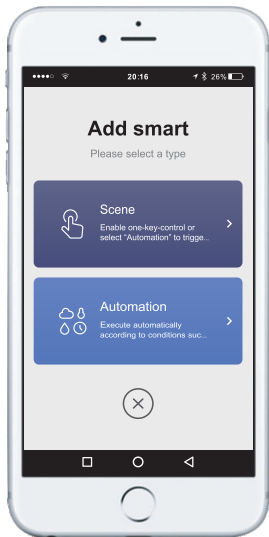 20:16
26%
Add smart
Please select a type
Scene
Enable one-key-control or
select “Automation” to trigge...
Automation
Execute automatically
according to conditions suc...